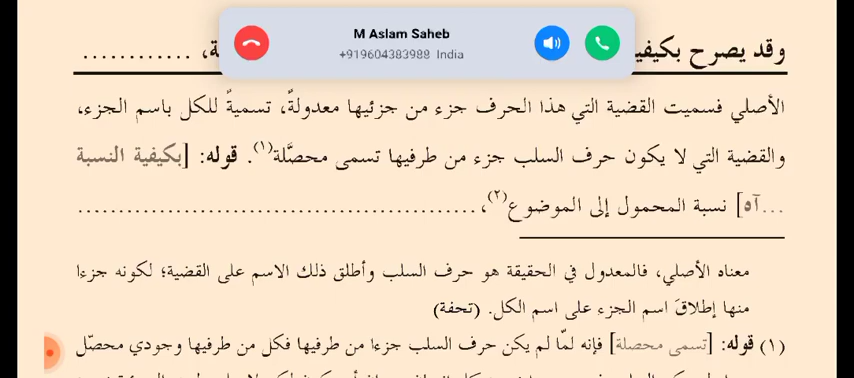 M Aslam Saheb
+919604383988 India
وقد يصرح بكيفي ة، ............
الأصلي فسميت القضية التي هذا الحرف جزء من جزئيها معدولةً، تسميةً للكل باسم الجزء،
والقضية التي لا يكون حرف السلب جزء من طرفيها تسمى محصَّلة(١). قوله: [بكيفية النسبة
...آه] نسبة المحمول إلى الموضوع(٢)، ................................................
معناه الأصلي، فالمعدول في الحقيقة هو حرف السلب وأطلق ذلك الاسم على القضية؛ لكونه جزءا
منها إطلاقَ اسم الجزء على اسم الكل. (تحفة)
(١) قوله: [تسمى محصلة] فإنه لمّا لم يكن حرف السلب جزءا من طرفيها فكل من طرفيها وجودي محصّل